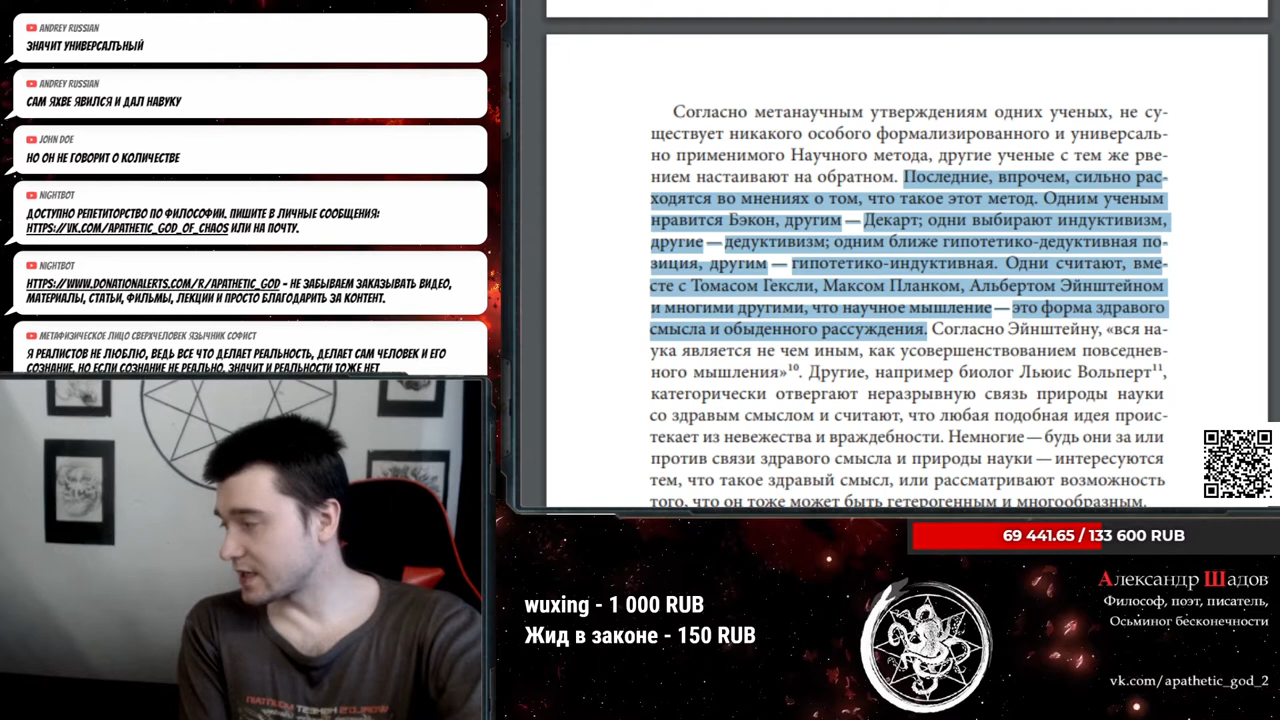 ANDREY RUSSIAN
ЗНАЧИТ УНИВЕРСАЛЪНЫЙ
ANDREY RUSSIAN
САМ ЯХВЕ ЯВИЛСЯ И ДАЛ НАВУКУ
JOHN DOE
НО ОН НЕ ГОВОРИТ О КОЛИЧЕСТВЕ
NIGHTBOT
ДОСТУПНО РЕПЕТИТОРСТВО ПО ФИЛОСОФИИ. ПИШИТЕ В ЛИЧНЫЕ СООБЩЕНИЯ:
HTTPS://VK.COM/APATHETIC_GOD_OF_CHAOS ИЛИ НА ПОЧТУ.
NIGHTBOT
HTTPS://WWW.DONATIONALERTS.COM/R/APATHETIC_GOD - НЕ ЗАБЫВАЕМ ЗАКАЗЫВАТЬ ВИДЕО,
МАТЕРИАЛЫ, СТАТЬИ, ФИЛЬМЫ, ЛЕКЦИИ И ПРОСТО БЛАГОДАРИТЬ ЗА КОНТЕНТ.
МЕТАФИЗИЧЕСКОЕ ЛИЦО СВЕРХЧЕЛОВЕК ЯЗЫЧНИК СОФИСТ
Я РЕАЛИСТОВ НЕ ЛЮБЛЮ, ВЕДЬ ВСЕ ЧТО ДЕЛАЕТ РЕАЛЬНОСТЬ, ДЕЛАЕТ САМ ЧЕЛОВЕК И ЕГО
СОЗНАНИЕ. НО ЕСЛИ СОЗНАНИЕ НЕ РЕАЛЬНО, ЗНАЧИТ И РЕАЛЬНОСТИ ТОЖЕ НЕТ
Согласно метанаучным утверждениям одних ученых, не су-
ществует никакого особого формализированного и универсаль-
но применимого Научного метода, другие ученые с тем же рве-
нием настаивают на обратном. Последние, впрочем, сильно рас-
ходятся во мнениях о том, что такое этот метод. Одним ученым
нравится Бэкон, другим — Декарт; одни выбирают индуктивизм,
другие — дедуктивизм; одним ближе гипотетико-дедуктивная по-
зиция, другим — гипотетико-индуктивная. Одни считают, вме-
сте с Томасом Гексли, Максом Планком, Альбертом Эйнштейном
и многими другими, что научное мышление — это форма здравого
смысла и обыденного рассуждения. Согласно Эйнштейну, «вся на-
ука является не чем иным, как усовершенствованием повседнев-
ного мышления»¹⁰. Другие, например биолог Льюис Вольперт¹¹,
категорически отвергают неразрывную связь природы науки
со здравым смыслом и считают, что любая подобная идея проис-
текает из невежества и враждебности. Немногие — будь они за или
против связи здравого смысла и природы науки — интересуются
тем, что такое здравый смысл, или рассматривают возможность
того, что он тоже может быть гетерогенным и многообразным.
69 441.65 / 133 600 RUB
wuxing - 1 000 RUB
Жид в законе - 150 RUB
Александр Шадов
Философ, поэт, писатель,
Осьминог бесконечности
vk.com/apathetic_god_2